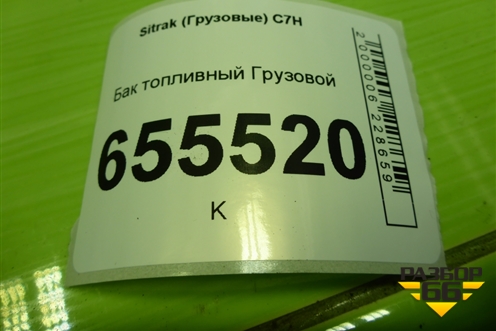 Sitrak (Грузовые) C7H
Бак топливный Грузовой
655520
K
2000006228659
РАЗБОР
66